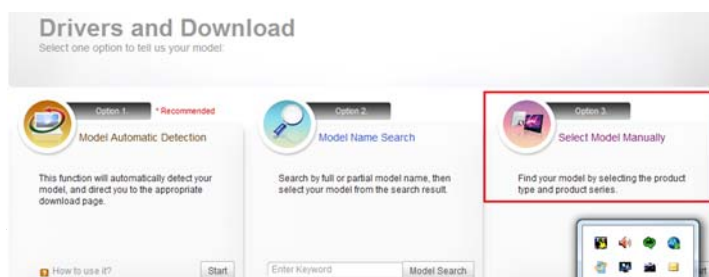 Drivers and Download
Select one option to tell us your model:
Option 1.
* Recommended
Model Automatic Detection
This function will automatically detect your
model, and direct you to the appropriate
download page.
How to use it?
Start
Option 2.
Model Name Search
Search by full or partial model name, then
select your model from the search result.
Enter Keyword
Model Search
Option 3.
Select Model Manually
Find your model by selecting the product
type and product series.